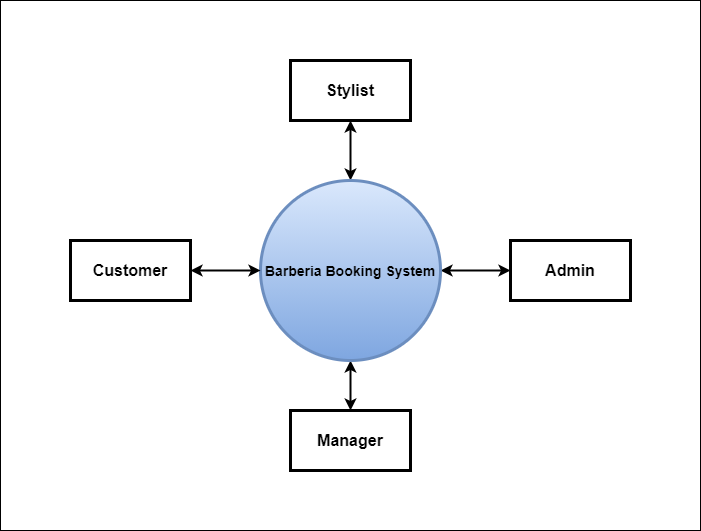 Stylist
Customer
Barberia Booking System
Admin
Manager